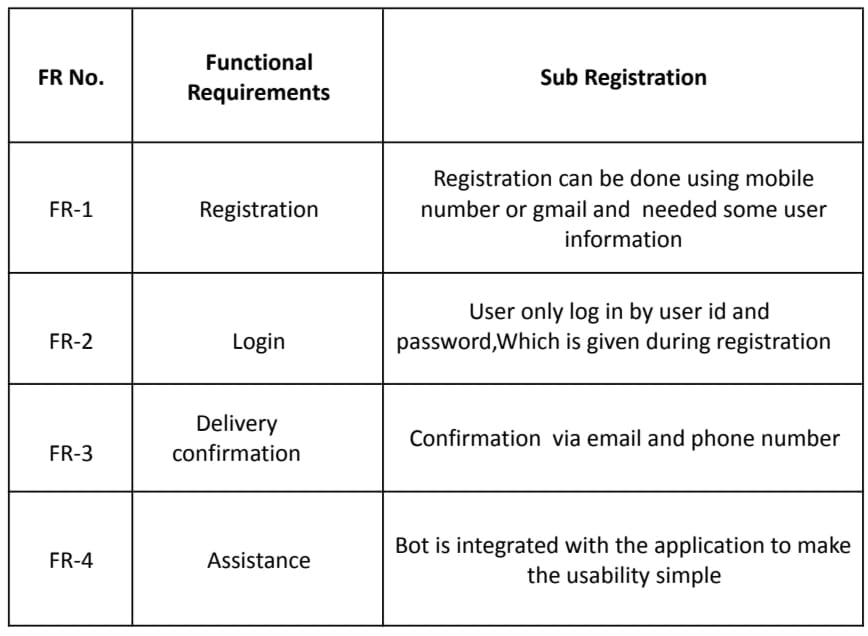 FR No.
Functional
Requirements
Sub Registration
FR-1
Registration
Registration can be done using mobile
number or gmail and  needed some user
information
FR-2
Login
User only log in by user id and
password,Which is given during registration
FR-3
Delivery
confirmation
Confirmation  via email and phone number
FR-4
Assistance
Bot is integrated with the application to make
the usability simple